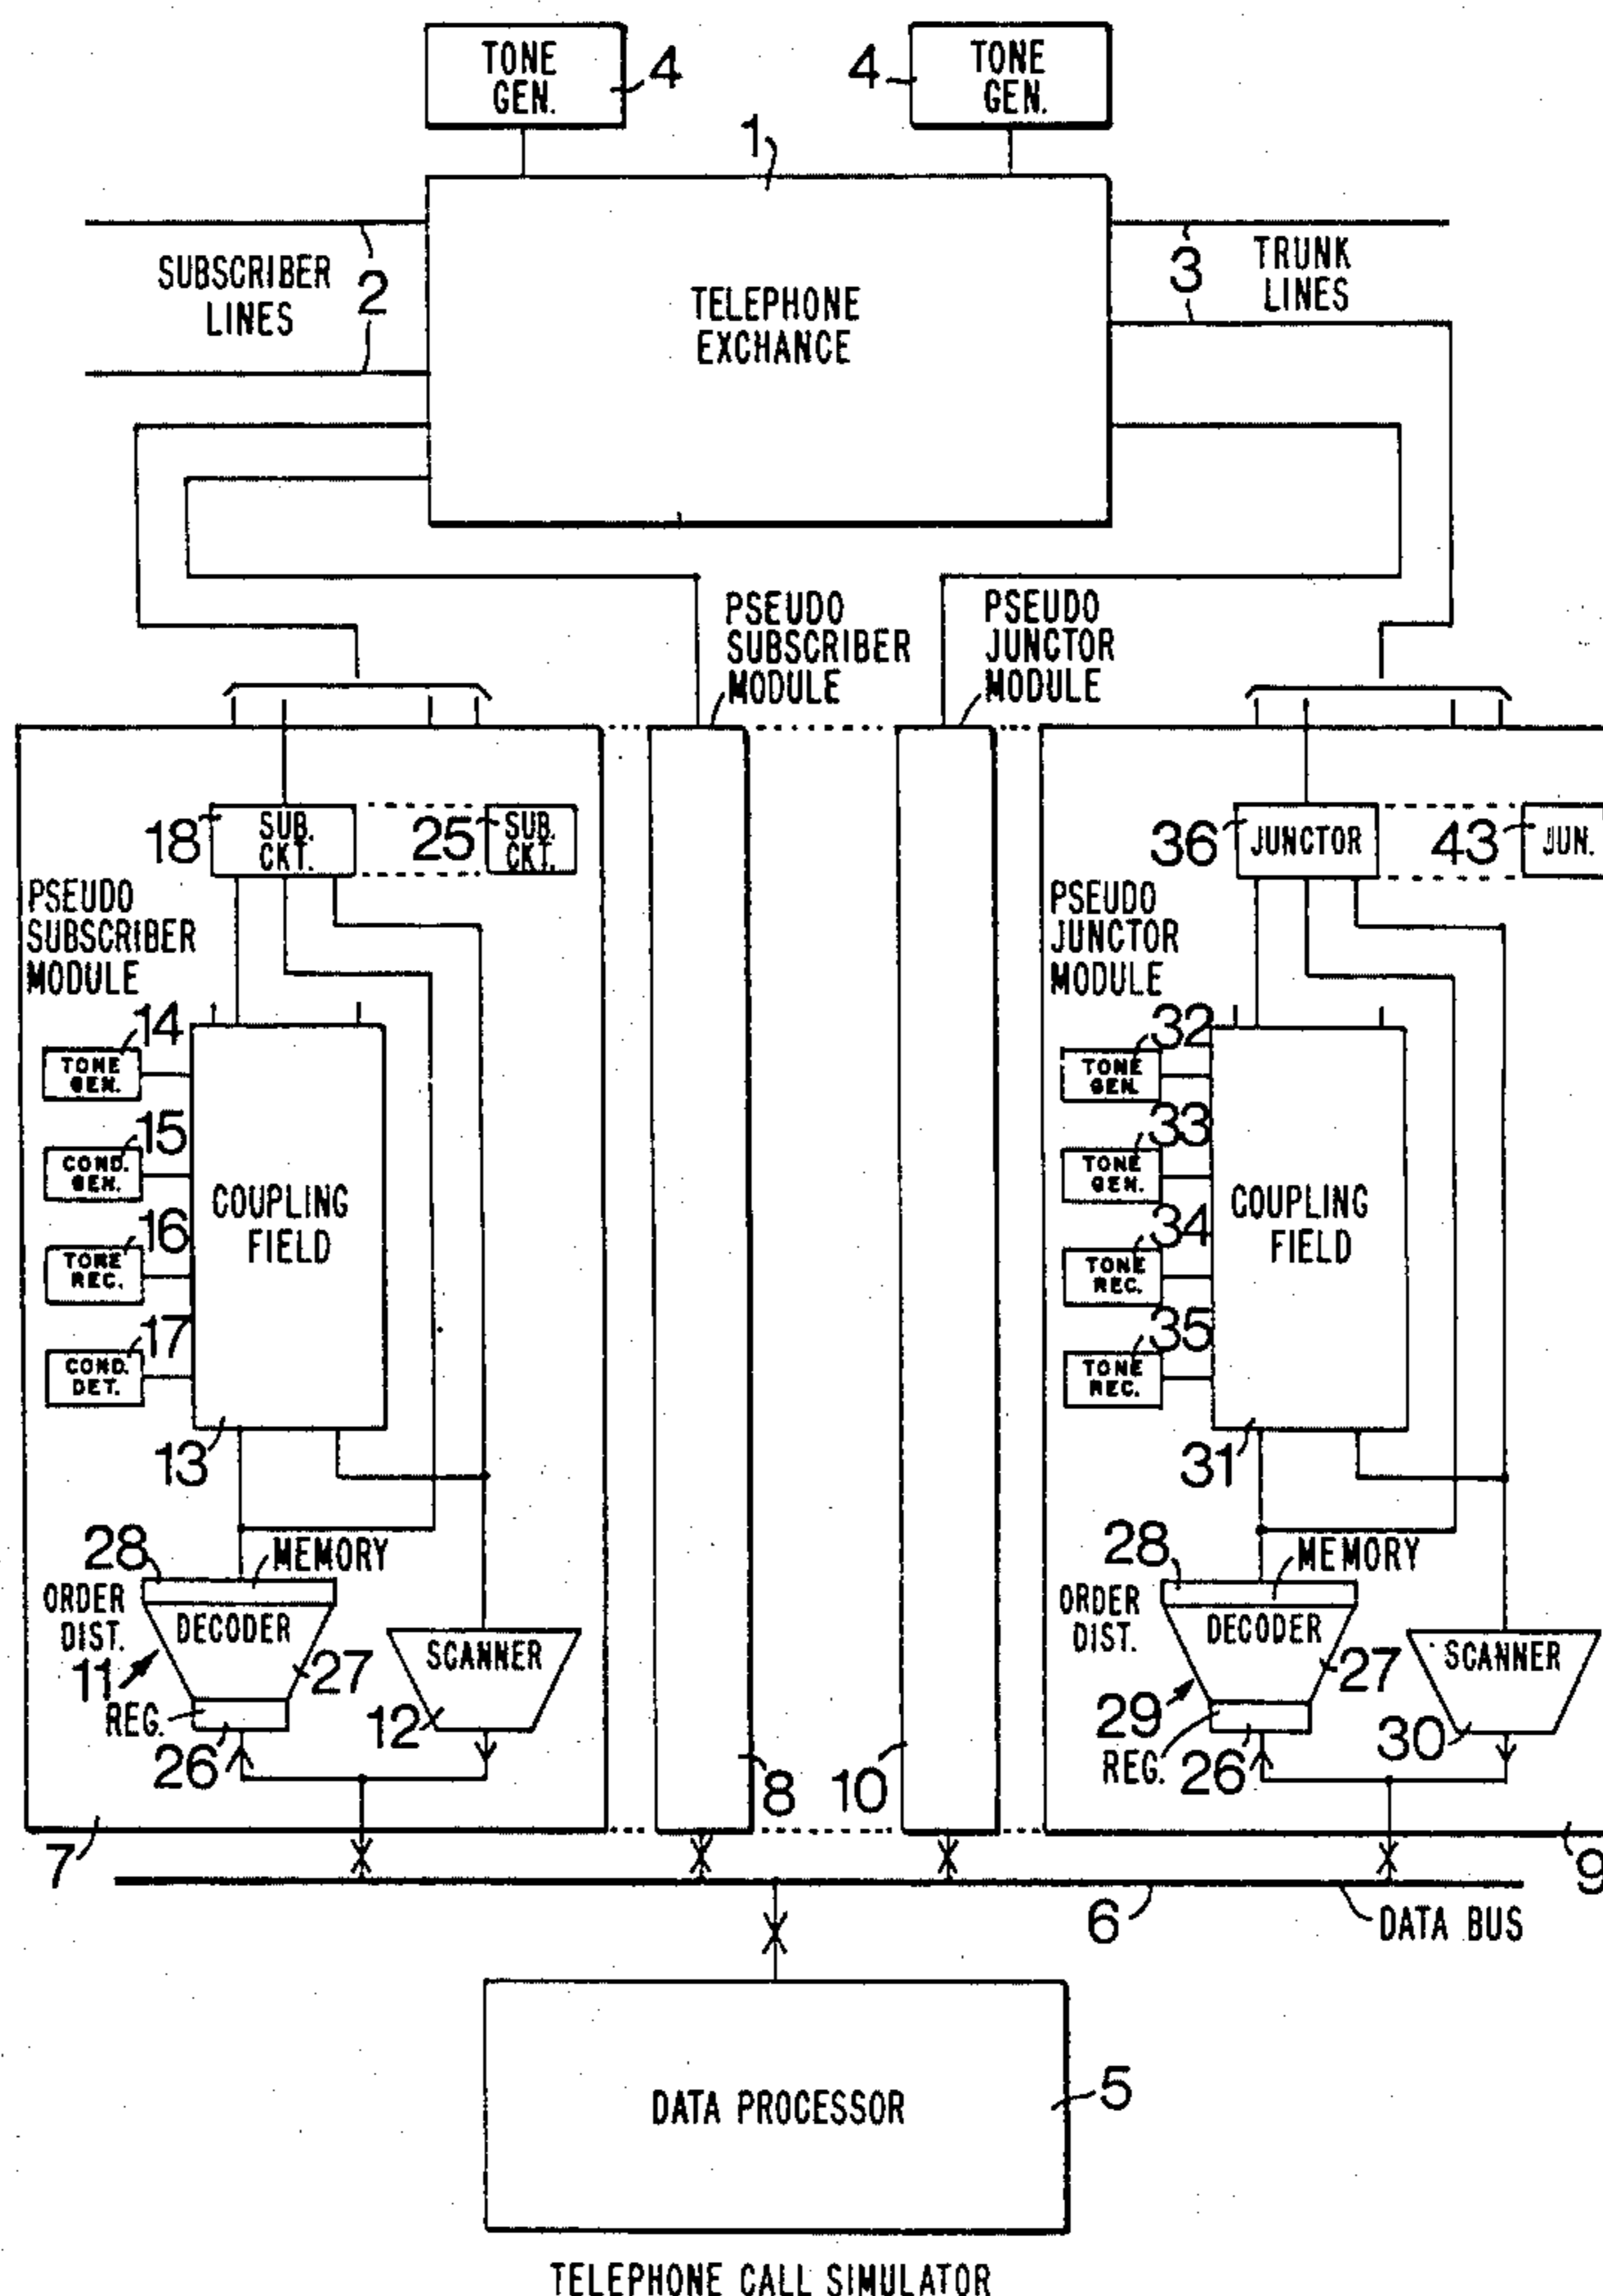 TONE
GEN.
4
4
TONE
GEN.
1
SUBSCRIBER
LINES
2
TELEPHONE
EXCHANGE
3
TRUNK
LINES
PSEUDO
SUBSCRIBER
MODULE
PSEUDO
JUNCTOR
MODULE
18
SUB.
CKT.
25
SUB.
CKT.
36
JUNCTOR
43
JUN.
PSEUDO
SUBSCRIBER
MODULE
PSEUDO
JUNCTOR
MODULE
14
TONE
GEN.
15
COND.
GEN.
16
TONE
REC.
17
COND.
DET.
COUPLING
FIELD
13
32
TONE
GEN.
33
TONE
GEN.
34
TONE
REC.
35
TONE
REC.
COUPLING
FIELD
31
28
MEMORY
ORDER
DIST.
11
DECODER
27
REG.
26
SCANNER
12
28
MEMORY
ORDER
DIST.
29
DECODER
27
REG.
26
SCANNER
30
7
8
10
9
6
DATA BUS
DATA PROCESSOR
5
TELEPHONE CALL SIMULATOR